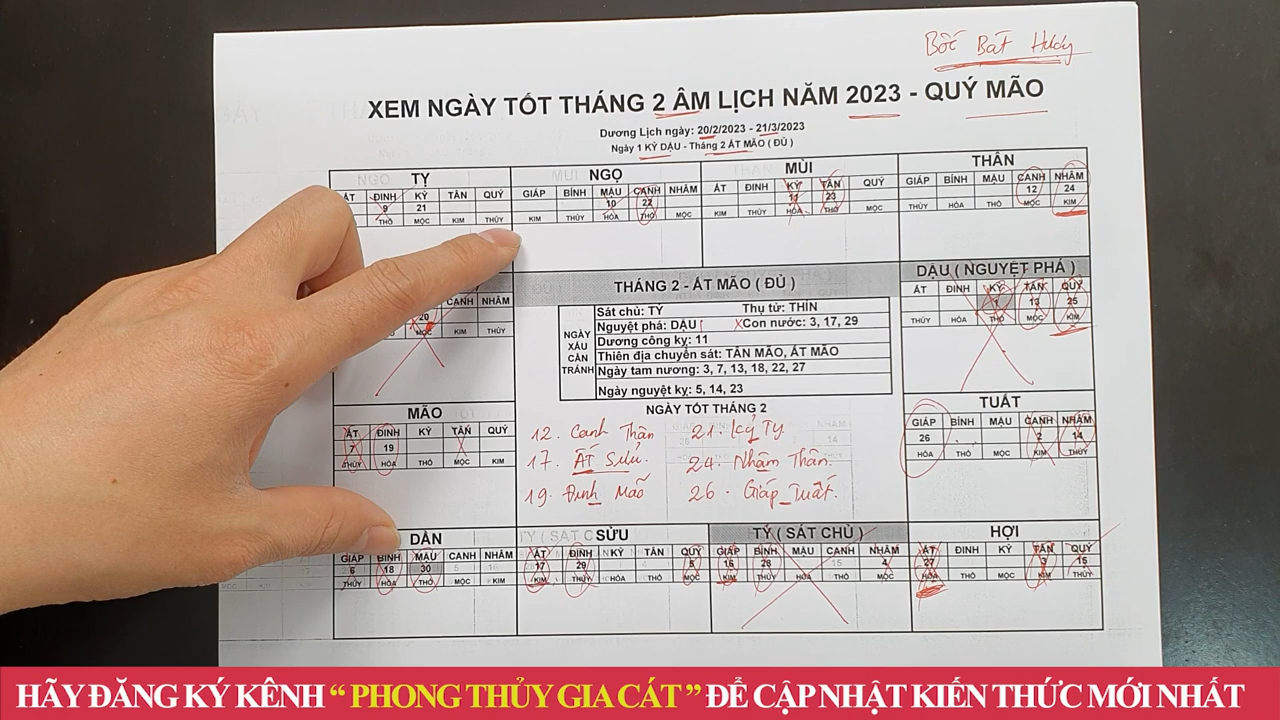 Bốc Bát Hương
XEM NGÀY TỐT THÁNG 2 ÂM LỊCH NĂM 2023 - QUÝ MÃO
Dương Lịch ngày: 20/2/2023 - 21/3/2023
Ngày 1 KỶ DẬU - Tháng 2 ẤT MÃO ( ĐỦ )
TỴ NGỌ MÙI THÂN
ẤT ĐINH KỶ TÂN QUÝ GIÁP BÍNH MẬU CANH NHÂM ẤT ĐINH KỶ TÂN QUÝ GIÁP BÍNH MẬU CANH NHÂM
9 21 10 22 11 23 12 24
THỔ MỘC KIM THỦY KIM THỦY HỎA THỔ MỘC KIM THỦY HỎA THỔ MỘC THỦY HỎA THỔ MỘC KIM
THÁNG 2 - ẤT MÃO ( ĐỦ )
DẬU ( NGUYỆT PHÁ )
CANH NHÂM
20
MỘC KIM THỦY
ẤT ĐINH KỶ TÂN QUÝ
1 13 25
THỦY HỎA THỔ MỘC KIM
NGÀY XẤU CẦN TRÁNH
Sát chủ: TÝ Thụ tử: THÌN
Nguyệt phá: DẬU Con nước: 3, 17, 29
Dương công kỵ: 11
Thiên địa chuyển sát: TÂN MÃO, ẤT MÃO
Ngày tam nương: 3, 7, 13, 18, 22, 27
Ngày nguyệt kỵ: 5, 14, 23
MÃO
ẤT ĐINH KỶ TÂN QUÝ
7 19
THỦY HỎA THỔ MỘC KIM
NGÀY TỐT THÁNG 2
12. Canh Thân 21. Kỷ Tỵ
17. Ất Sửu. 24. Nhâm Thân.
19. Đinh Mão 26. Giáp Tuất.
TUẤT
GIÁP BÍNH MẬU CANH NHÂM
26 2 14
HỎA THỔ MỘC KIM THỦY
DẦN SỬU TÝ ( SÁT CHỦ ) HỢI
GIÁP BÍNH MẬU CANH NHÂM ẤT ĐINH KỶ TÂN QUÝ GIÁP BÍNH MẬU CANH NHÂM ẤT ĐINH KỶ TÂN QUÝ
6 18 30 17 29 5 16 28 4 27 3 15
THỦY HỎA THỔ MỘC KIM KIM THỦY HỎA THỔ MỘC KIM THỦY HỎA THỔ MỘC HỎA THỔ MỘC KIM THỦY
HÃY ĐĂNG KÝ KÊNH “ PHONG THỦY GIA CÁT ” ĐỂ CẬP NHẬT KIẾN THỨC MỚI NHẤT